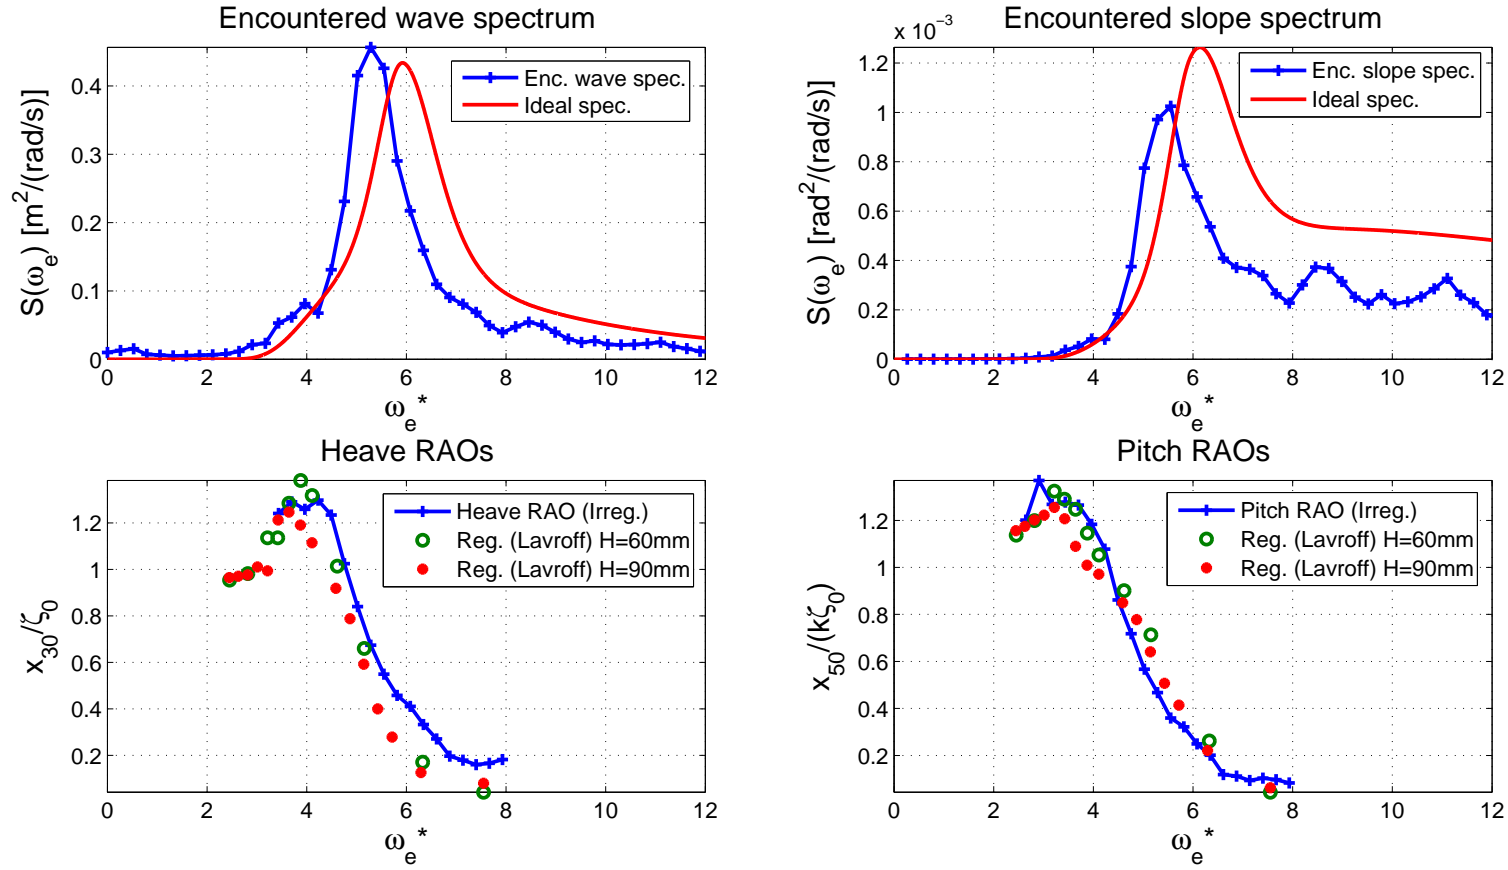 Encountered wave spectrum
S(ω_e) [m²/(rad/s)]
0.4
0.3
0.2
0.1
0
Enc. wave spec.
Ideal spec.
0 2 4 6 8 10 12
ω_e*
Encountered slope spectrum
x 10⁻³
S(ω_e) [rad²/(rad/s)]
1.2
1
0.8
0.6
0.4
0.2
0
Enc. slope spec.
Ideal spec.
0 2 4 6 8 10 12
ω_e*
Heave RAOs
x₃₀/ζ₀
1.2
1
0.8
0.6
0.4
0.2
Heave RAO (Irreg.)
Reg. (Lavroff) H=60mm
Reg. (Lavroff) H=90mm
0 2 4 6 8 10 12
ω_e*
Pitch RAOs
x₅₀/(kζ₀)
1.2
1
0.8
0.6
0.4
0.2
Pitch RAO (Irreg.)
Reg. (Lavroff) H=60mm
Reg. (Lavroff) H=90mm
0 2 4 6 8 10 12
ω_e*